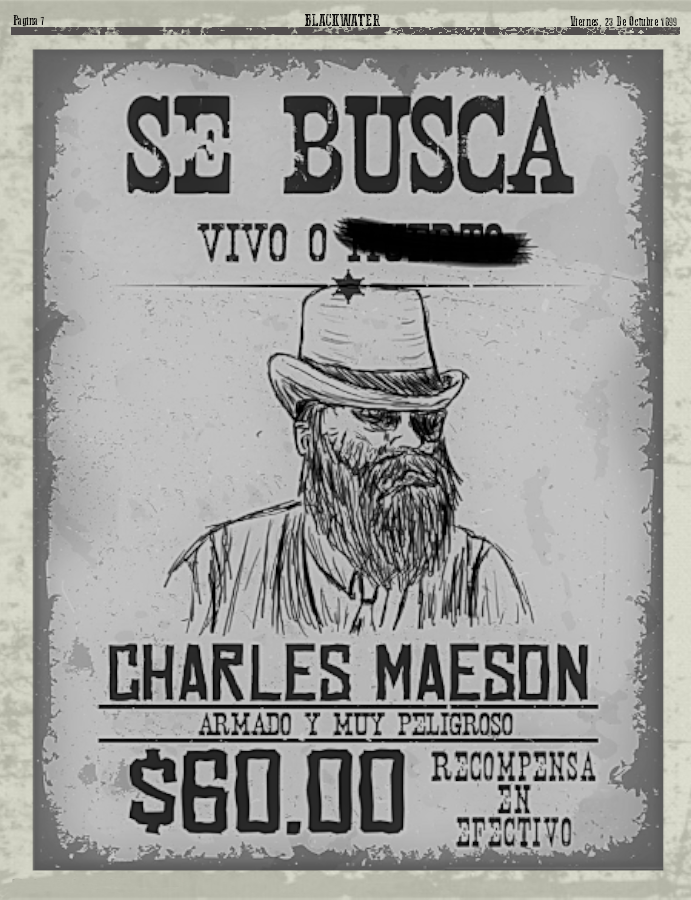 Pagina 7
BLACKWATER
Viernes, 23 De Octubre 1899
SE BUSCA
VIVO O
CHARLES MAESON
ARMADO Y MUY PELIGROSO
$60.00
RECOMPENSA
EN
EFECTIVO